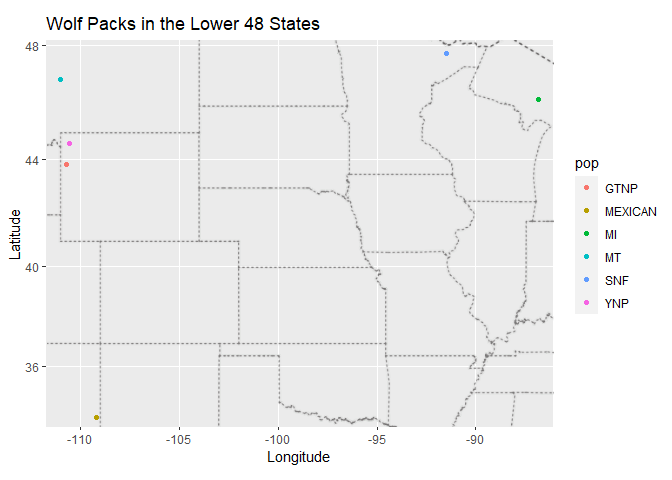 Wolf Packs in the Lower 48 States
48
44
40
36
Latitude
-110
-105
-100
-95
-90
Longitude
pop
GTNP
MEXICAN
MI
MT
SNF
YNP